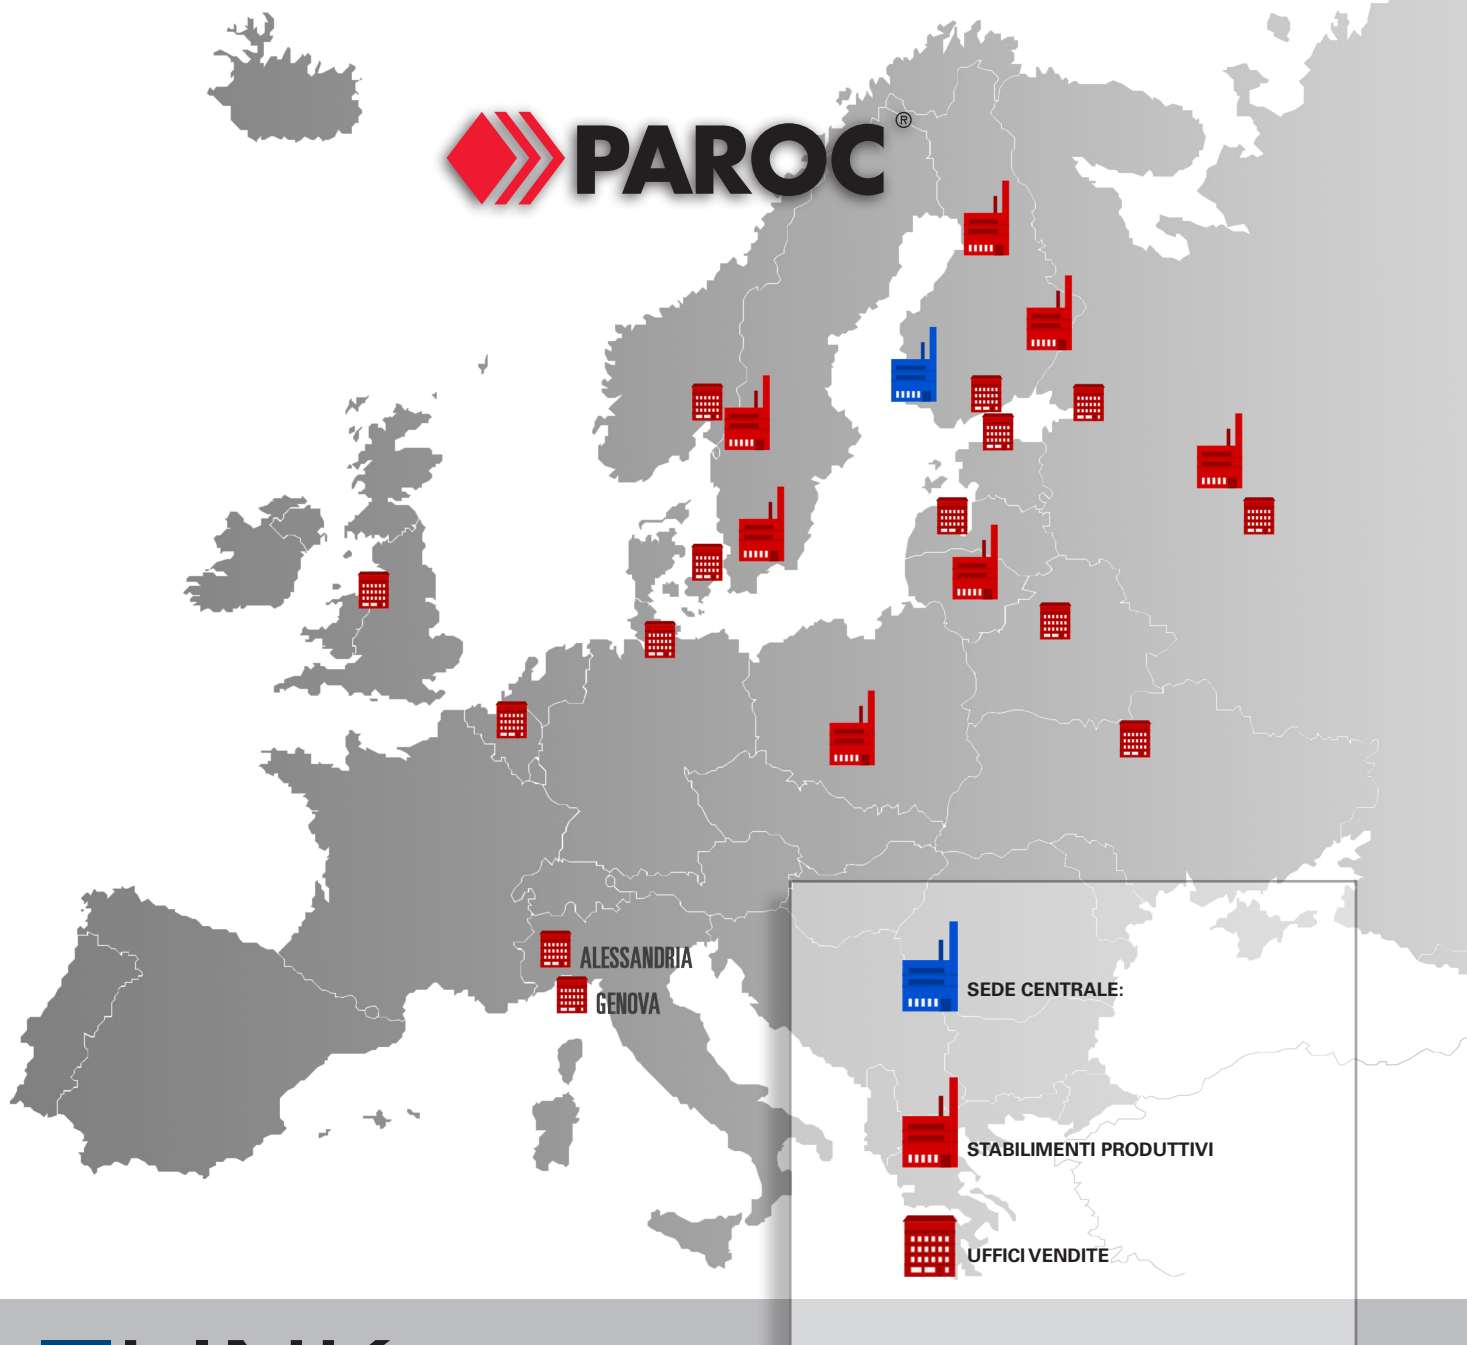 PAROC®
ALESSANDRIA
GENOVA
SEDE CENTRALE:
STABILIMENTI PRODUTTIVI
UFFICI VENDITE